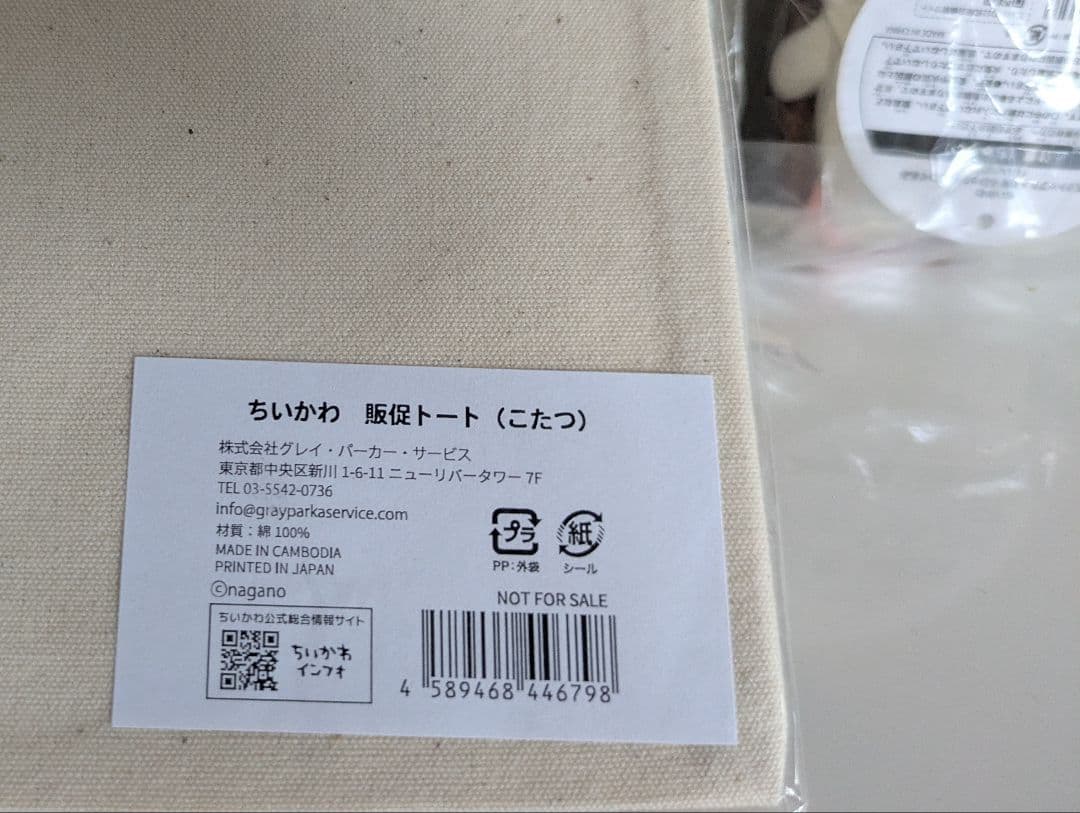 ちいかわ 販促トート（こたつ）
株式会社グレイ・パーカー・サービス
東京都中央区新川 1-6-11 ニューリバータワー 7F
TEL 03-5542-0736
info@grayparkaservice.com
材質：綿 100%
MADE IN CAMBODIA
PRINTED IN JAPAN
©nagano
プラ
PP：外袋
紙
シール
NOT FOR SALE
ちいかわ公式総合情報サイト
ちいかわ
インフォ
4 589468 446798
MADE IN CHINA